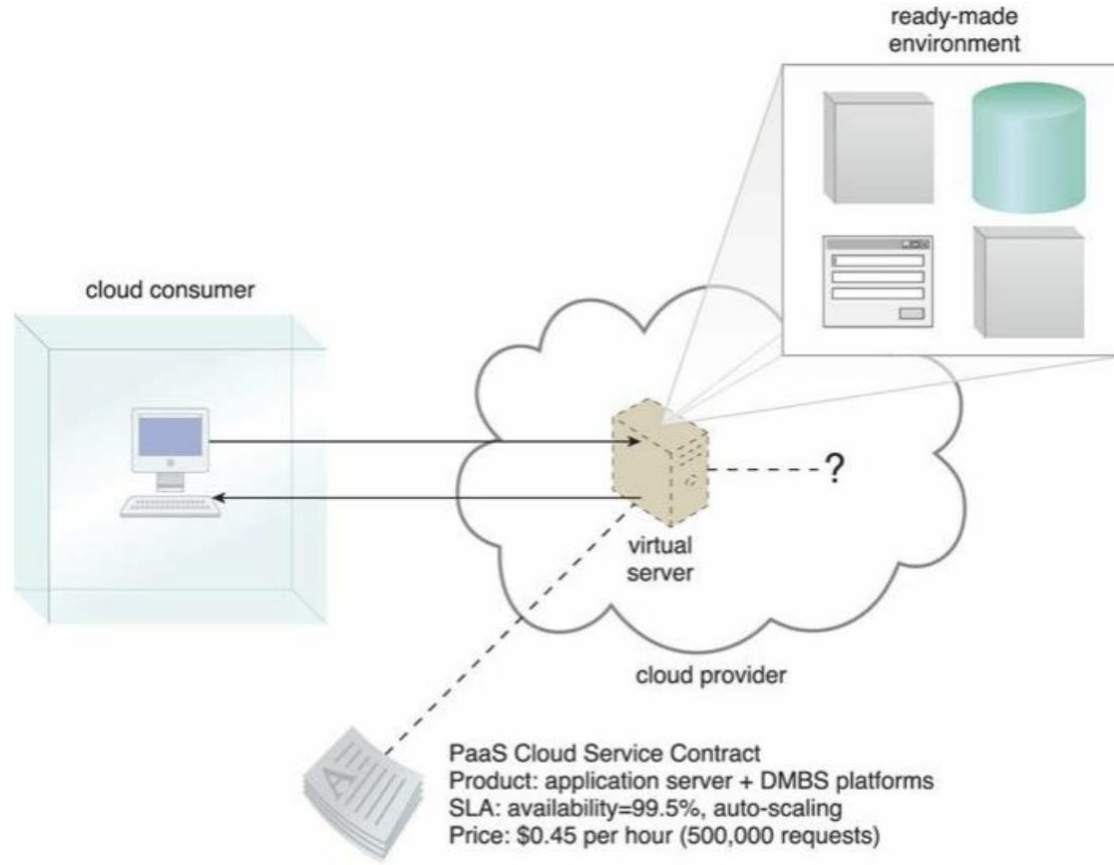 ready-made
environment
cloud consumer
?
virtual
server
cloud provider
A
PaaS Cloud Service Contract
Product: application server + DMBS platforms
SLA: availability=99.5%, auto-scaling
Price: $0.45 per hour (500,000 requests)